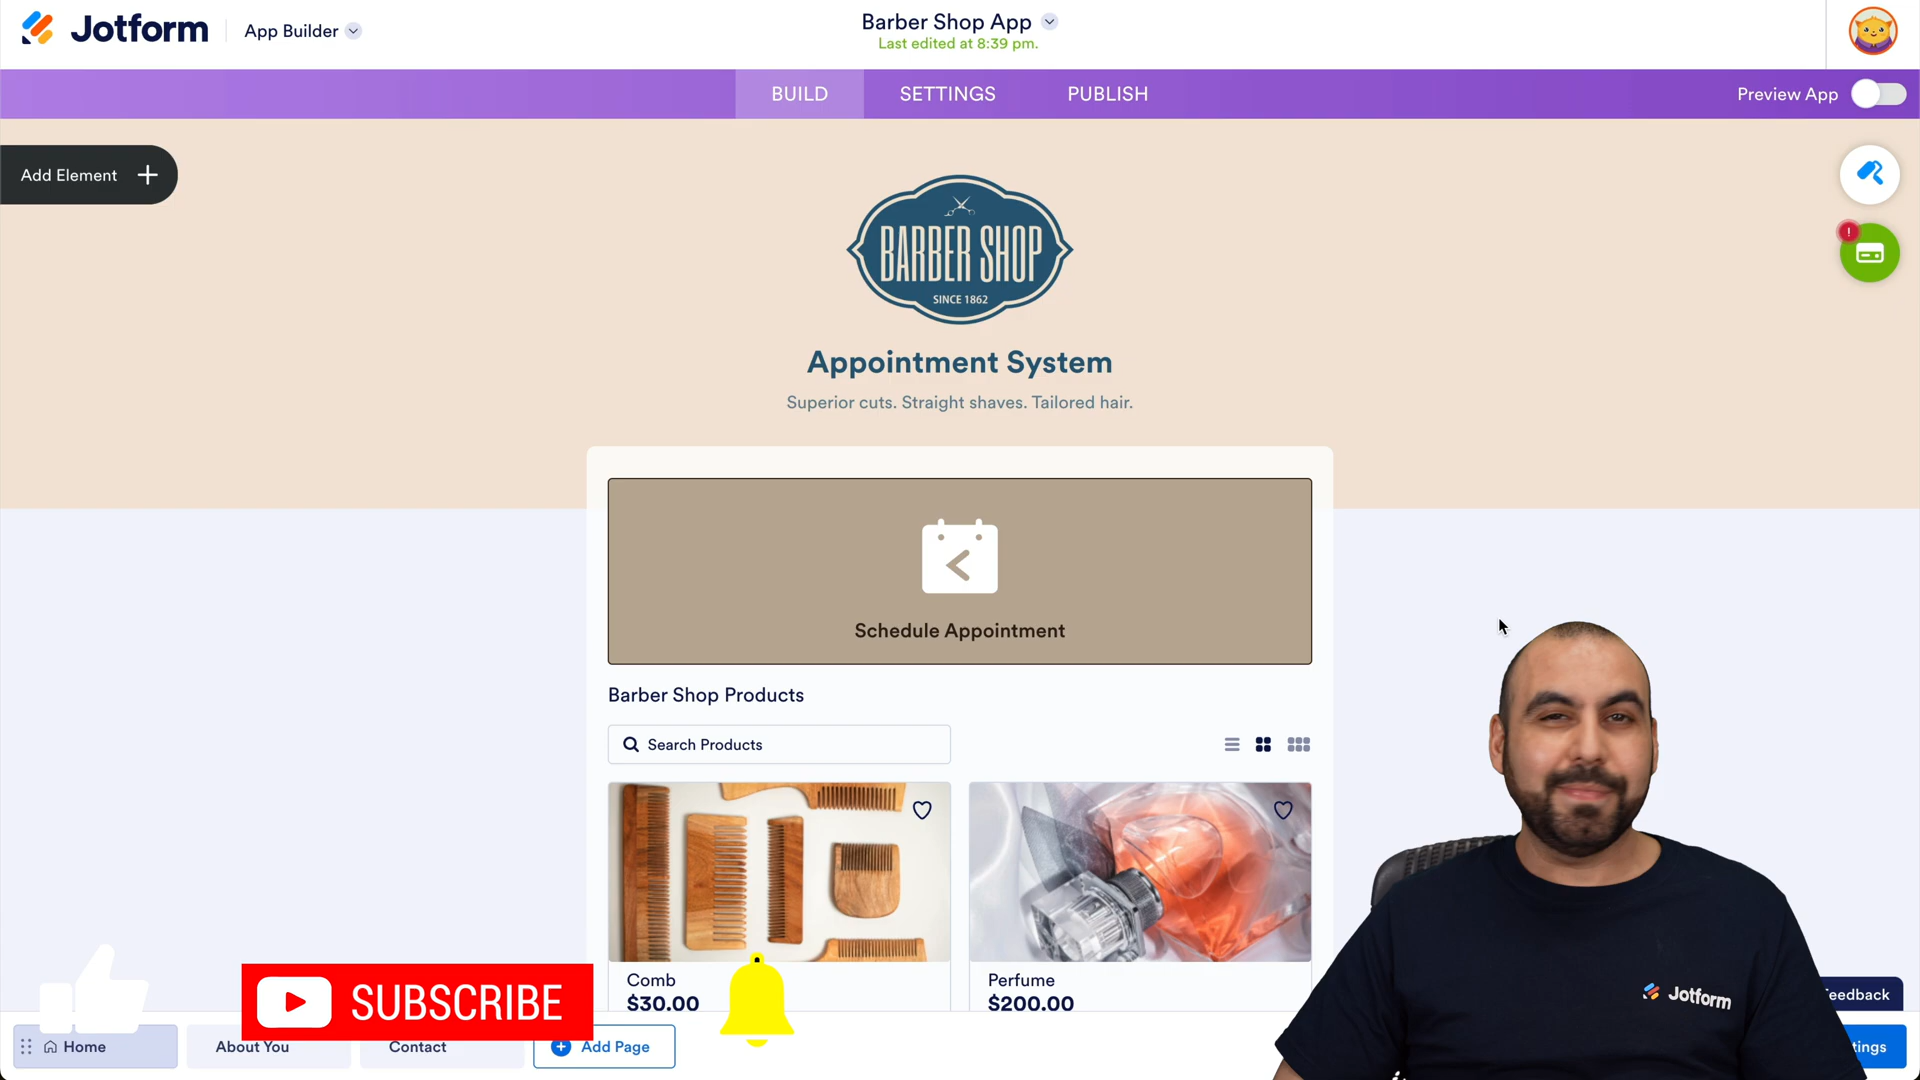 Jotform
App Builder
Barber Shop App
Last edited at 8:39 pm.
BUILD
SETTINGS
PUBLISH
Preview App
Add Element
BARBER SHOP
SINCE 1862
Appointment System
Superior cuts. Straight shaves. Tailored hair.
Schedule Appointment
Barber Shop Products
Search Products
Comb
$30.00
Perfume
$200.00
SUBSCRIBE
Jotform
Feedback
Home
About You
Contact
Add Page